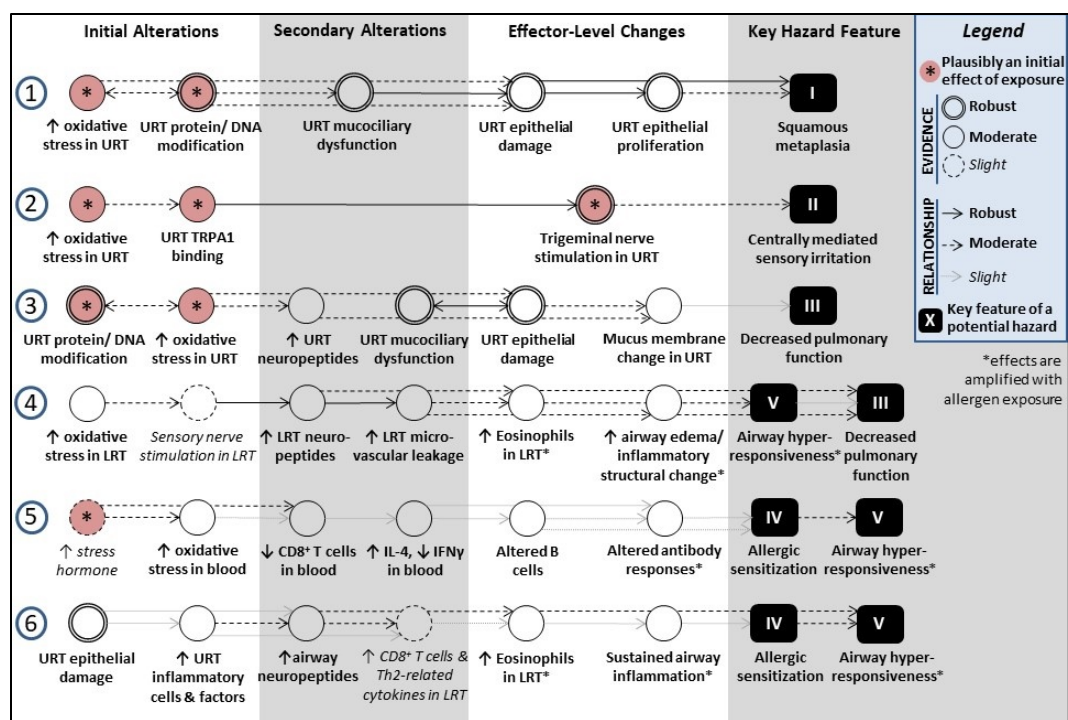 Initial Alterations
Secondary Alterations
Effector-Level Changes
Key Hazard Feature
1
*
*
I
↑ oxidative
stress in URT
URT protein/ DNA
modification
URT mucociliary
dysfunction
URT epithelial
damage
URT epithelial
proliferation
Squamous
metaplasia
2
*
*
*
II
↑ oxidative
stress in URT
URT TRPA1
binding
Trigeminal nerve
stimulation in URT
Centrally mediated
sensory irritation
3
*
*
III
URT protein/ DNA
modification
↑ oxidative
stress in URT
↑ URT
neuropeptides
URT mucociliary
dysfunction
URT epithelial
damage
Mucus membrane
change in URT
Decreased pulmonary
function
4
V
III
↑ oxidative
stress in LRT
Sensory nerve
stimulation in LRT
↑ LRT neuro-
peptides
↑ LRT micro-
vascular leakage
↑ Eosinophils
in LRT*
↑ airway edema/
inflammatory
structural change*
Airway hyper-
responsiveness*
Decreased
pulmonary
function
5
*
IV
V
↑ stress
hormone
↑ oxidative
stress in blood
↓ CD8⁺ T cells
in blood
↑ IL-4, ↓ IFNγ
in blood
Altered B
cells
Altered antibody
responses*
Allergic
sensitization
Airway hyper-
responsiveness*
6
IV
V
URT epithelial
damage
↑ URT
inflammatory
cells & factors
↑airway
neuropeptides
↑ CD8⁺ T cells &
Th2-related
cytokines in LRT
↑ Eosinophils
in LRT*
Sustained airway
inflammation*
Allergic
sensitization
Airway hyper-
responsiveness*
Legend
* Plausibly an initial
effect of exposure
EVIDENCE
Robust
Moderate
Slight
RELATIONSHIP
Robust
Moderate
Slight
X Key feature of a
potential hazard
*effects are
amplified with
allergen exposure